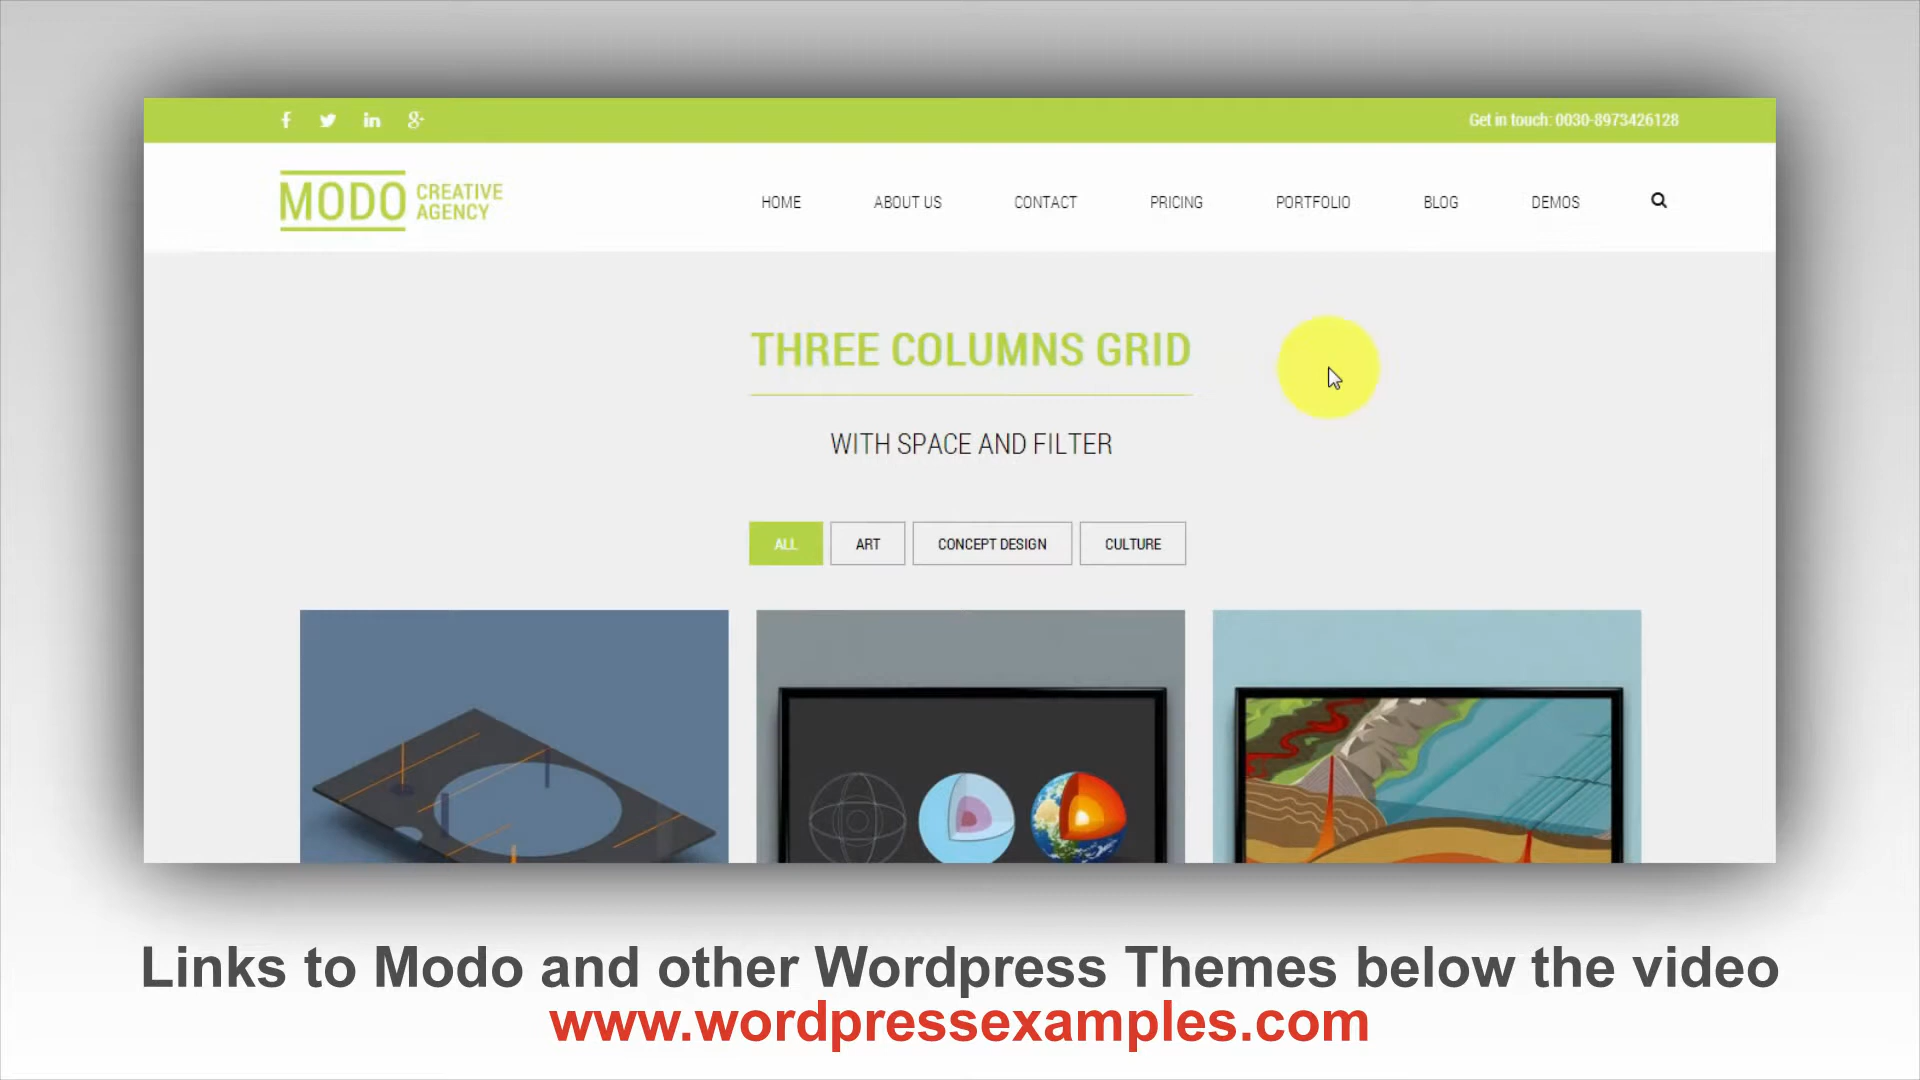 Get in touch: 0030-8973426128
MODO CREATIVE AGENCY
HOME ABOUT US CONTACT PRICING PORTFOLIO BLOG DEMOS
THREE COLUMNS GRID
WITH SPACE AND FILTER
ALL ART CONCEPT DESIGN CULTURE
Links to Modo and other Wordpress Themes below the video
www.wordpressexamples.com